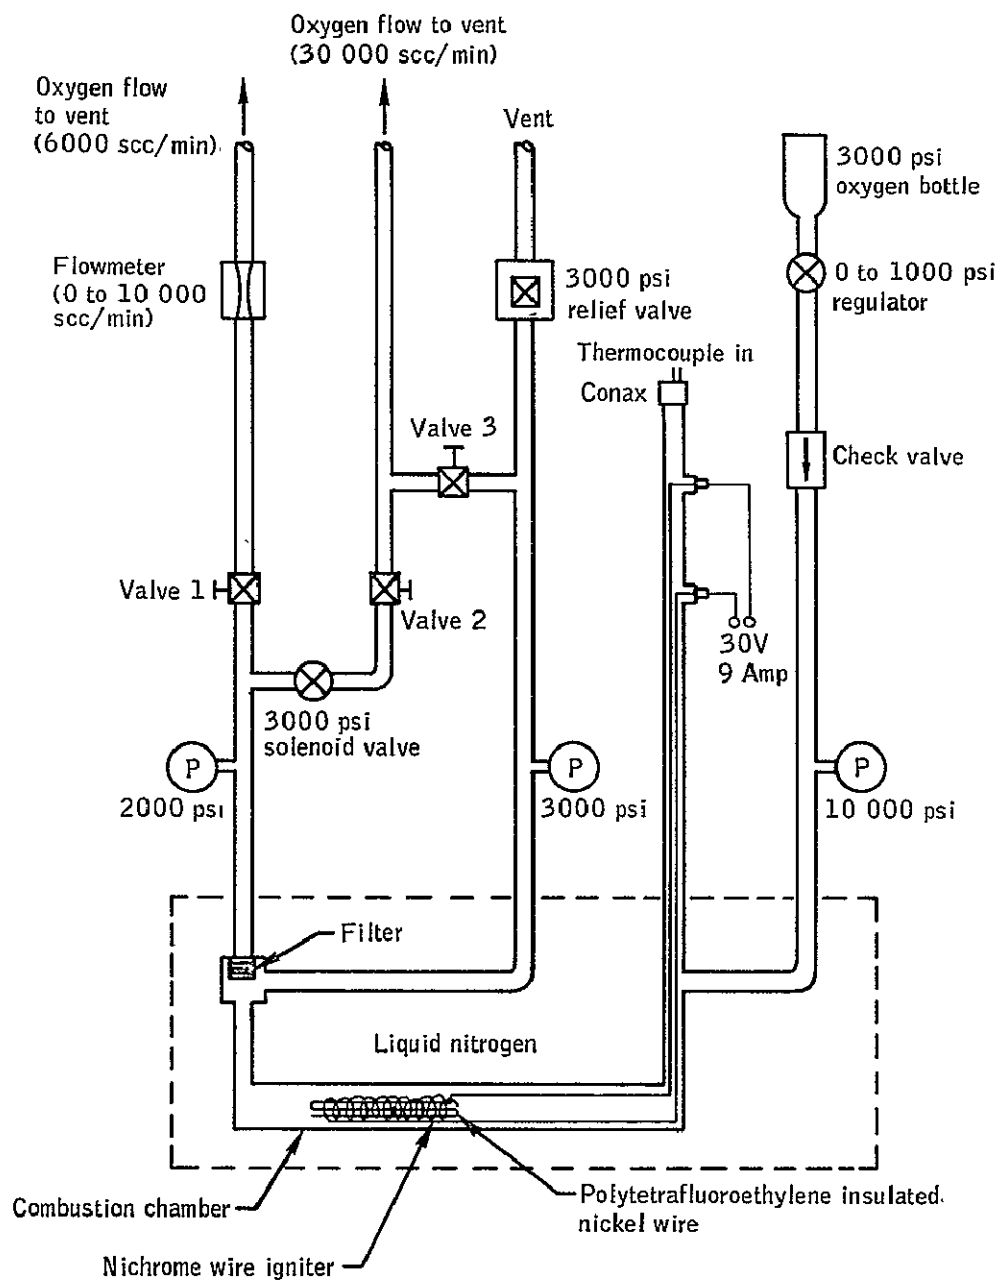 Oxygen flow to vent
(30 000 scc/min)
Oxygen flow
to vent
(6000 scc/min)
Vent
3000 psi
oxygen bottle
Flowmeter
(0 to 10 000
scc/min)
3000 psi
relief valve
0 to 1000 psi
regulator
Thermocouple in
Conax
Valve 3
Check valve
Valve 1
Valve 2
30V
9 Amp
3000 psi
solenoid valve
P
2000 psi
P
3000 psi
P
10 000 psi
Filter
Liquid nitrogen
Combustion chamber
Polytetrafluoroethylene insulated
nickel wire
Nichrome wire igniter